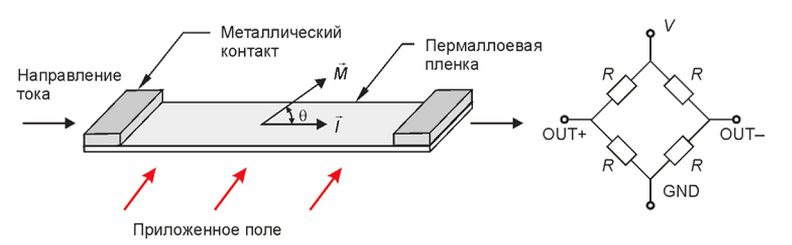 Металлический
контакт
Пермаллоевая
пленка
Направление
тока
M
θ
I
Приложенное поле
V
R
R
OUT+
OUT–
R
R
GND